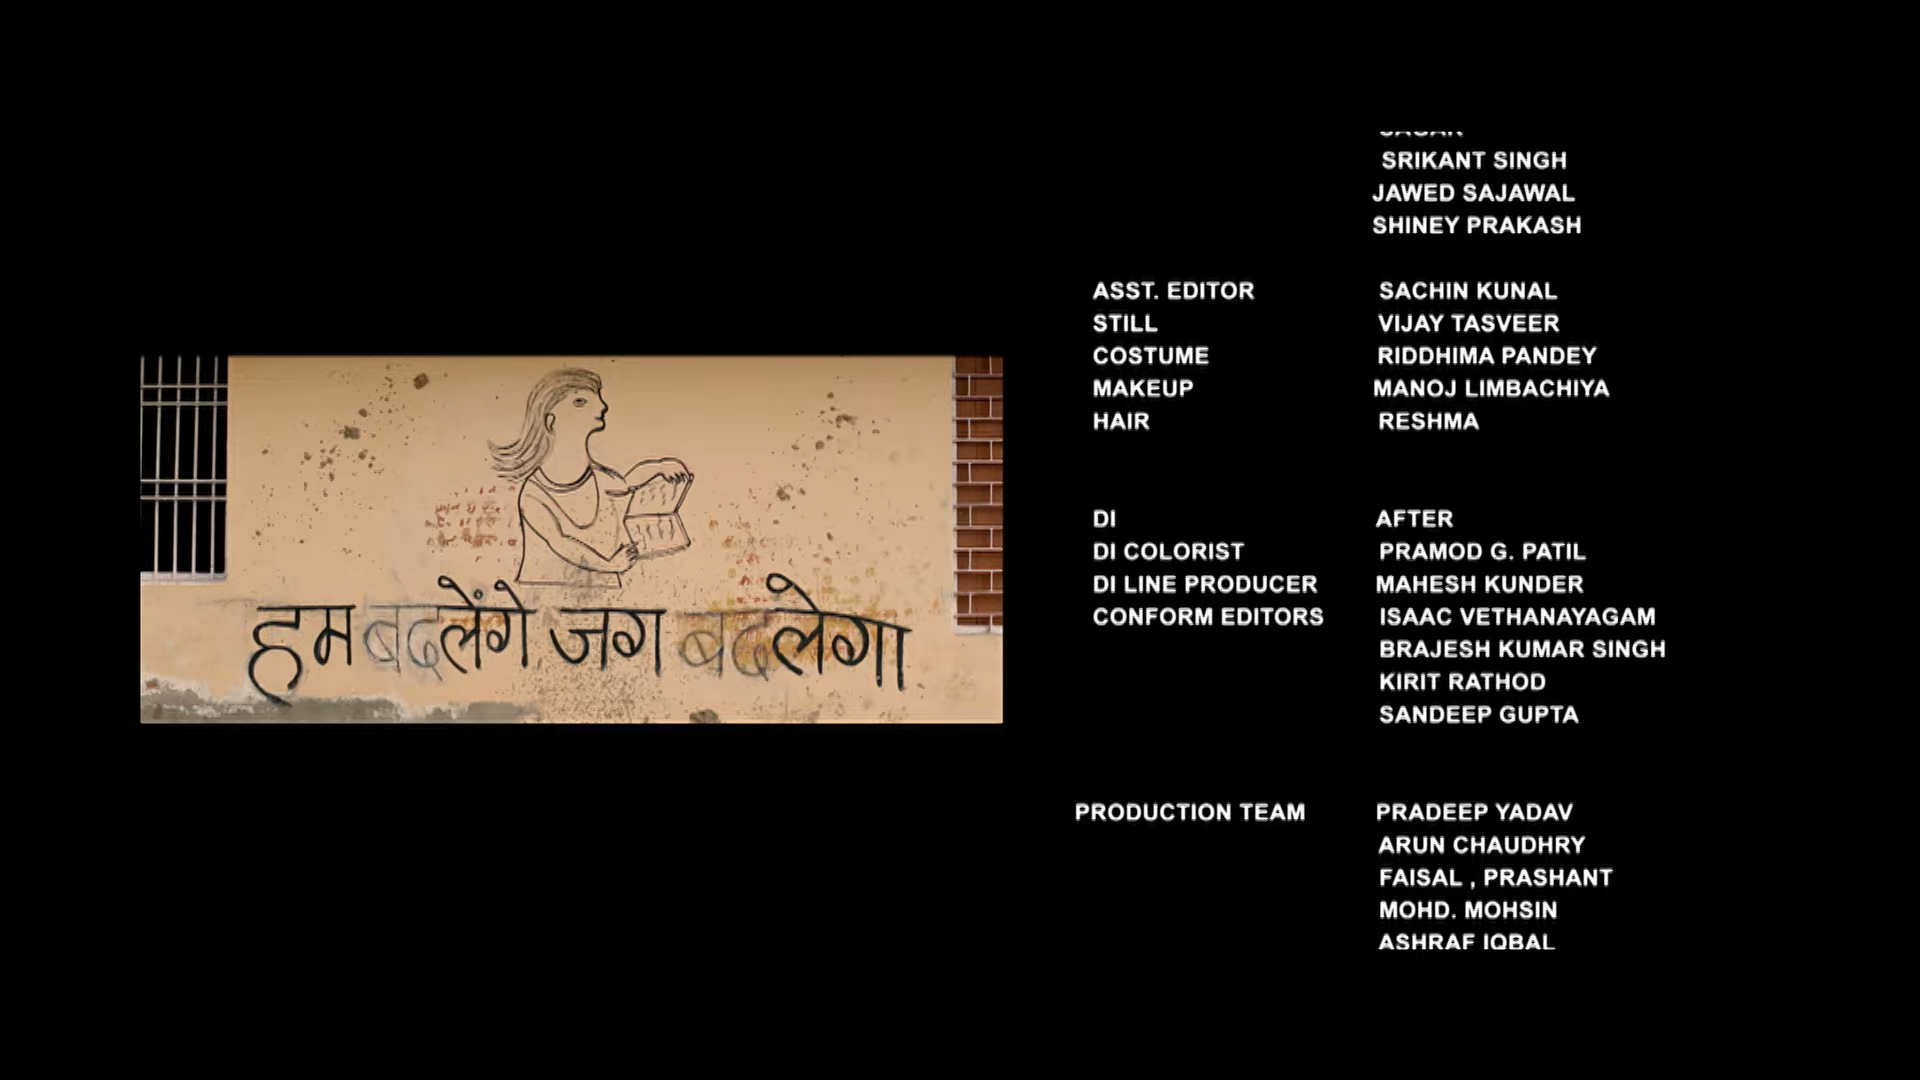 SRIKANT SINGH
JAWED SAJAWAL
SHINEY PRAKASH
ASST. EDITOR SACHIN KUNAL
STILL VIJAY TASVEER
COSTUME RIDDHIMA PANDEY
MAKEUP MANOJ LIMBACHIYA
HAIR RESHMA
DI AFTER
DI COLORIST PRAMOD G. PATIL
DI LINE PRODUCER MAHESH KUNDER
CONFORM EDITORS ISAAC VETHANAYAGAM
BRAJESH KUMAR SINGH
KIRIT RATHOD
SANDEEP GUPTA
PRODUCTION TEAM PRADEEP YADAV
ARUN CHAUDHRY
FAISAL , PRASHANT
MOHD. MOHSIN
ASHRAF IQBAL
हम बदलेंगे जग बदलेगा